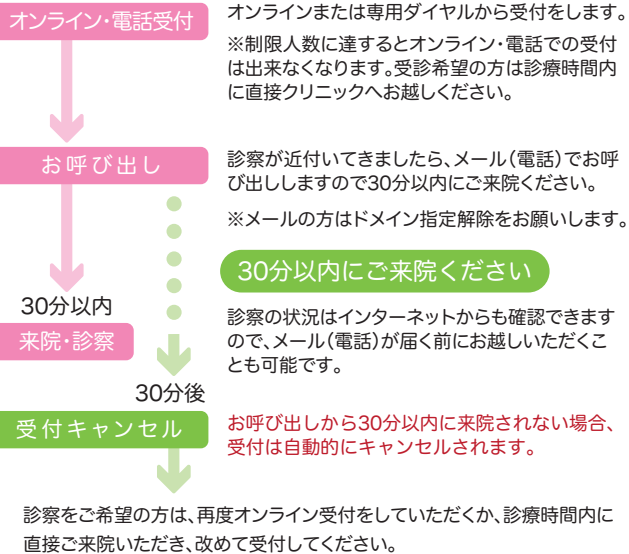 オンライン・電話受付
オンラインまたは専用ダイヤルから受付をします。
※制限人数に達するとオンライン・電話での受付
は出来なくなります。受診希望の方は診療時間内
に直接クリニックへお越しください。
お呼び出し
診察が近付いてきましたら、メール(電話)でお呼
び出ししますので30分以内にご来院ください。
※メールの方はドメイン指定解除をお願いします。
30分以内にご来院ください
30分以内
来院・診察
診察の状況はインターネットからも確認できます
ので、メール(電話)が届く前にお越しいただくこ
とも可能です。
30分後
受付キャンセル
お呼び出しから30分以内に来院されない場合、
受付は自動的にキャンセルされます。
診察をご希望の方は、再度オンライン受付をしていただくか、診療時間内に
直接ご来院いただき、改めて受付してください。